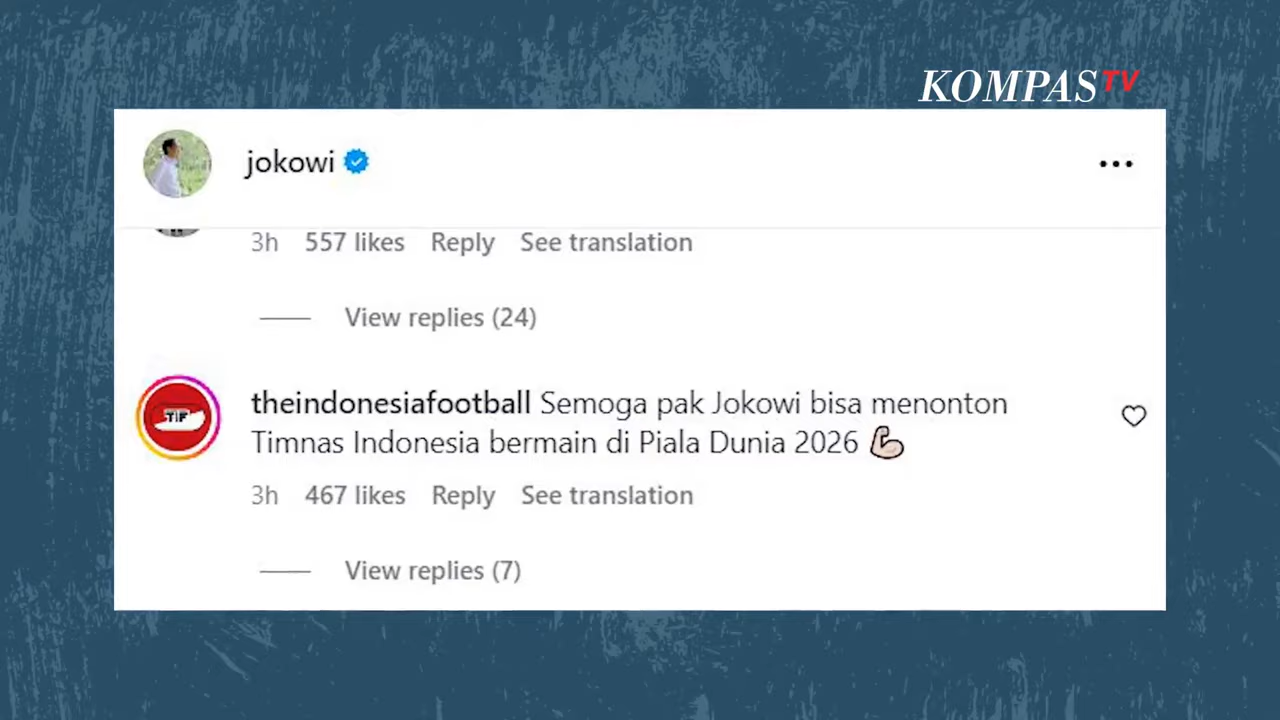 KOMPASTV
jokowi
3h 557 likes Reply See translation
View replies (24)
TIF
theindonesiafootball Semoga pak Jokowi bisa menonton
Timnas Indonesia bermain di Piala Dunia 2026 💪🏻
3h 467 likes Reply See translation
View replies (7)